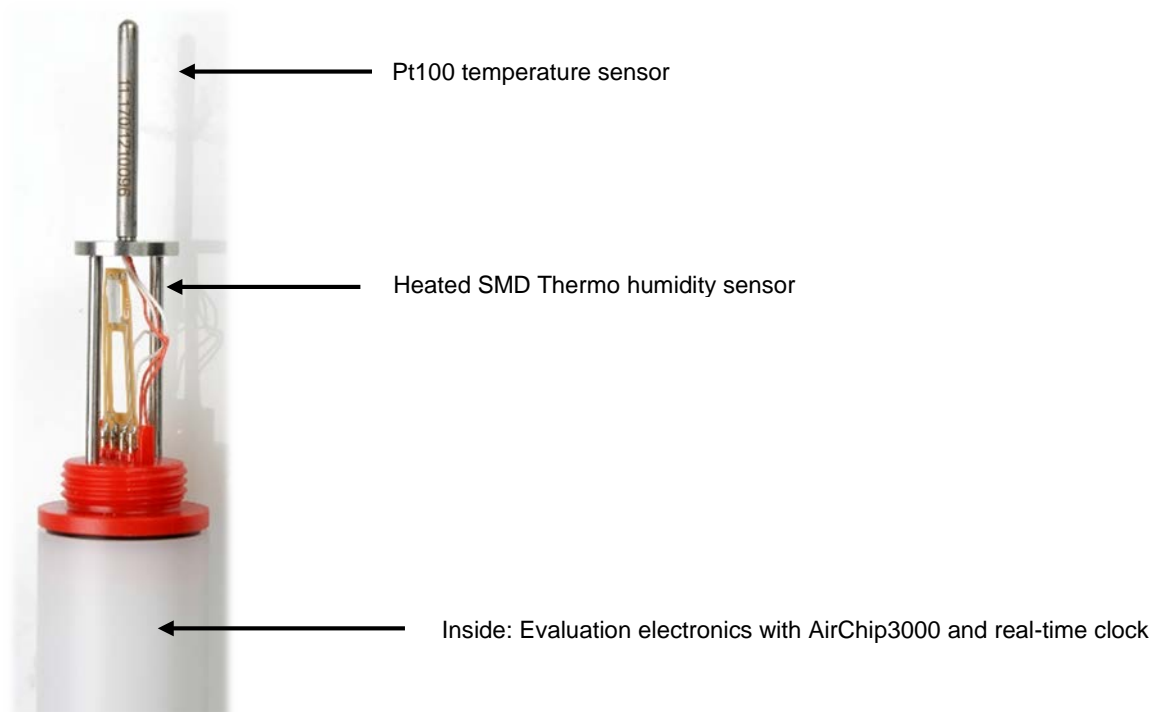 Pt100 temperature sensor
Heated SMD Thermo humidity sensor
Inside: Evaluation electronics with AirChip3000 and real-time clock